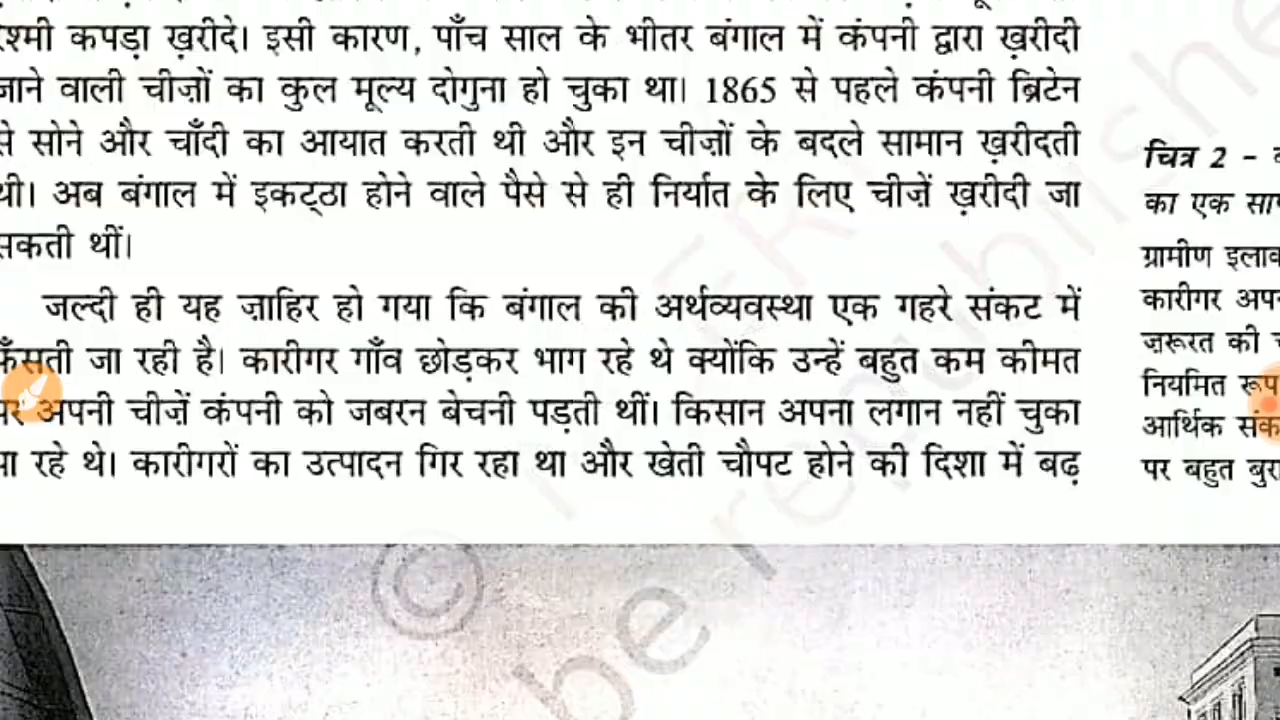 रेश्मी कपड़ा ख़रीदे। इसी कारण, पाँच साल के भीतर बंगाल में कंपनी द्वारा ख़रीदी
जाने वाली चीज़ों का कुल मूल्य दोगुना हो चुका था। 1865 से पहले कंपनी ब्रिटेन
से सोने और चाँदी का आयात करती थी और इन चीज़ों के बदले सामान ख़रीदती
थी। अब बंगाल में इकट्ठा होने वाले पैसे से ही निर्यात के लिए चीज़ें ख़रीदी जा
सकती थीं।
जल्दी ही यह ज़ाहिर हो गया कि बंगाल की अर्थव्यवस्था एक गहरे संकट में
फँसती जा रही है। कारीगर गाँव छोड़कर भाग रहे थे क्योंकि उन्हें बहुत कम कीमत
पर अपनी चीज़ें कंपनी को जबरन बेचनी पड़ती थीं। किसान अपना लगान नहीं चुका
पा रहे थे। कारीगरों का उत्पादन गिर रहा था और खेती चौपट होने की दिशा में बढ़
चित्र 2 -
का एक
ग्रामीण
कारीगर
ज़रूरत की
नियमित रूप
आर्थिक
पर बहुत
©
be republishe